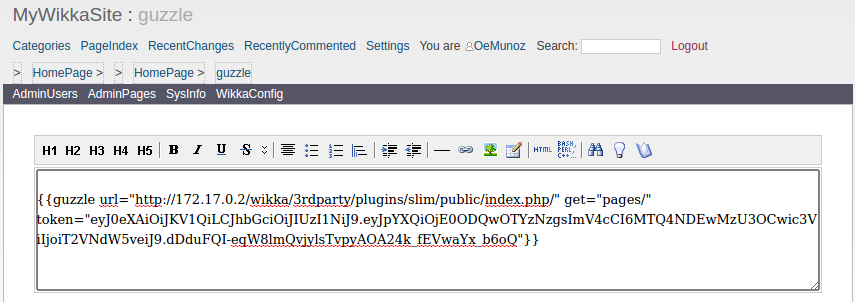 MyWikkaSite : guzzle
Categories PageIndex RecentChanges RecentlyCommented Settings You are OeMunoz Search: Logout
> HomePage > > HomePage > guzzle
AdminUsers AdminPages SysInfo WikkaConfig
H1 H2 H3 H4 H5 B I U S HTML BASH, PERL, C++...
{{guzzle url="http://172.17.0.2/wikka/3rdparty/plugins/slim/public/index.php/" get="pages/"
token="eyJ0eXAiOiJKV1QiLCJhbGciOiJIUzI1NiJ9.eyJpYXQiOjE0ODQwOTYzNzgsImV4cCI6MTQ4NDEwMzU3OCwic3V
iIjoiT2VNdW5veiJ9.dDduFQI-eqW8lmQvjylsTvpyAOA24k_fEVwaYx_b6oQ"}}